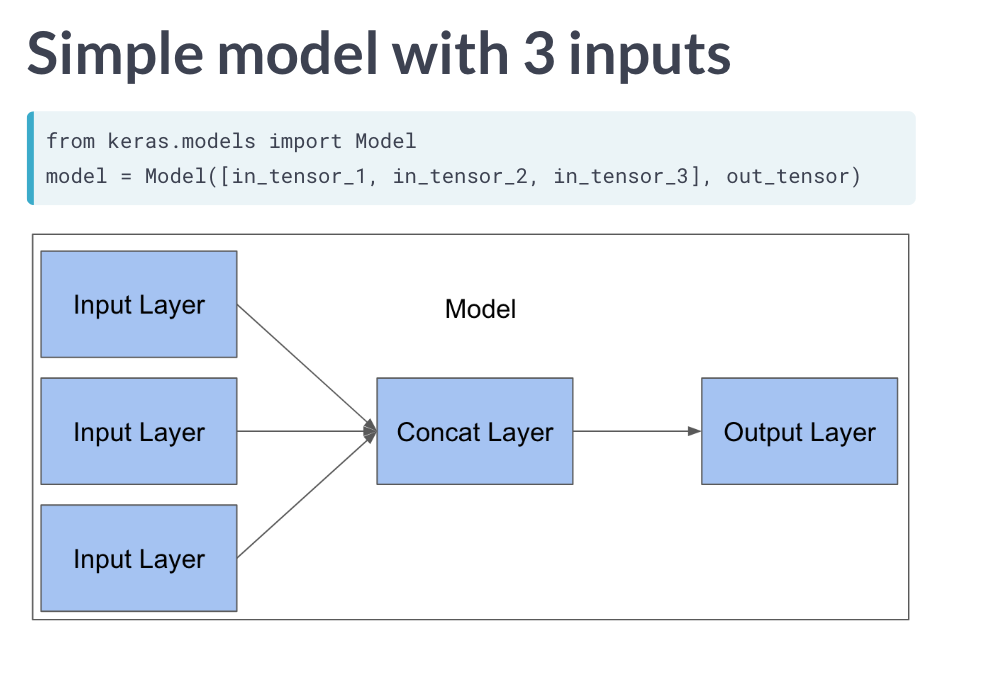 Simple model with 3 inputs
from keras.models import Model
model = Model([in_tensor_1, in_tensor_2, in_tensor_3], out_tensor)
Input Layer
Model
Input Layer
Concat Layer
Output Layer
Input Layer